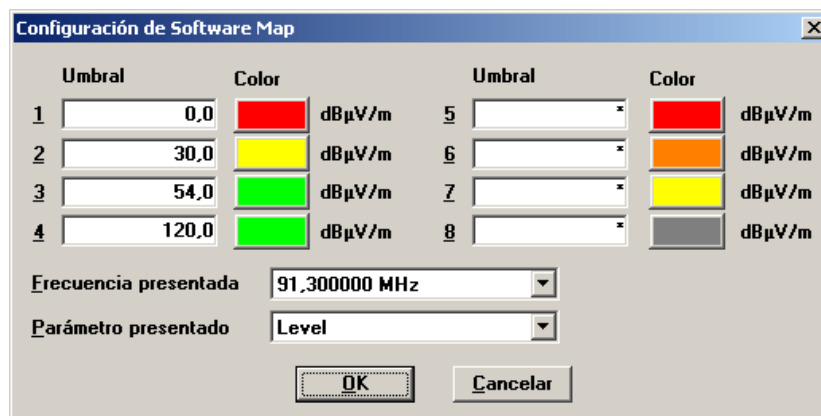 Configuración de Software Map
Umbral Color Umbral Color
1 0,0 dBµV/m 5 * dBµV/m
2 30,0 dBµV/m 6 * dBµV/m
3 54,0 dBµV/m 7 * dBµV/m
4 120,0 dBµV/m 8 * dBµV/m
Frecuencia presentada 91,300000 MHz
Parámetro presentado Level
OK Cancelar